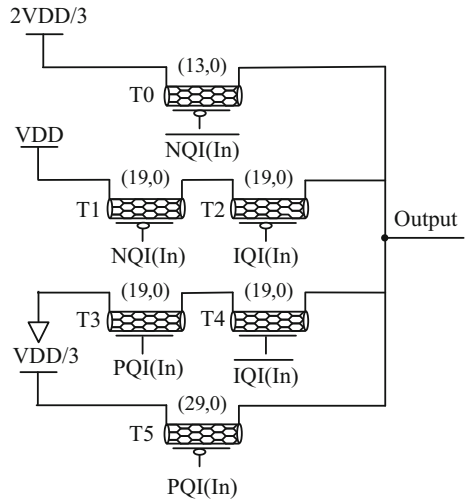 2VDD/3
(13,0)
T0
NQI(In)
VDD
(19,0) (19,0)
T1 T2
NQI(In) IQI(In)
Output
(19,0) (19,0)
T3 T4
VDD/3
PQI(In) IQI(In)
(29,0)
T5
PQI(In)